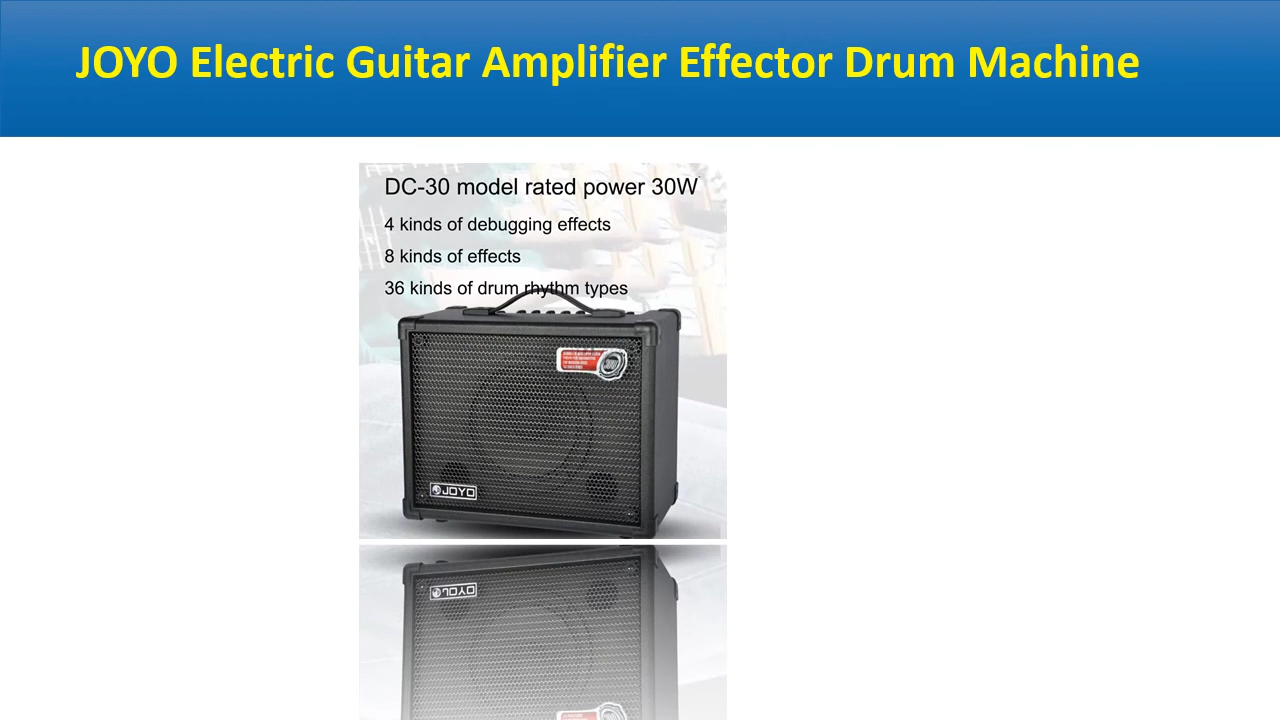 JOYO Electric Guitar Amplifier Effector Drum Machine
DC-30 model rated power 30W
4 kinds of debugging effects
8 kinds of effects
36 kinds of drum rhythm types
JOYO